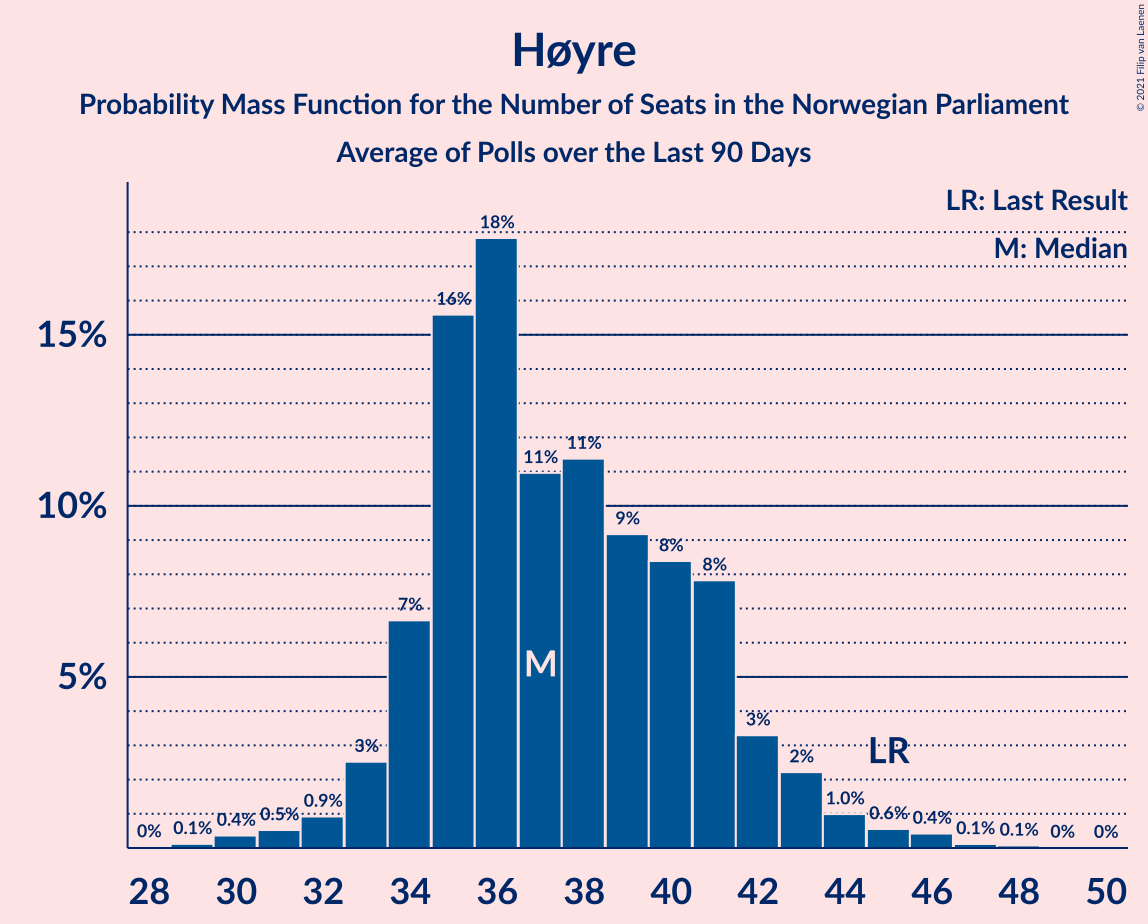 Høyre
Probability Mass Function for the Number of Seats in the Norwegian Parliament
Average of Polls over the Last 90 Days
© 2021 Filip van Laenen
LR: Last Result
M: Median
15%
10%
5%
0%
0.1%
0.4%
0.5%
0.9%
3%
7%
16%
18%
11%
11%
9%
8%
8%
3%
2%
1.0%
0.6%
0.4%
0.1%
0.1%
0%
0%
M
LR
28 30 32 34 36 38 40 42 44 46 48 50